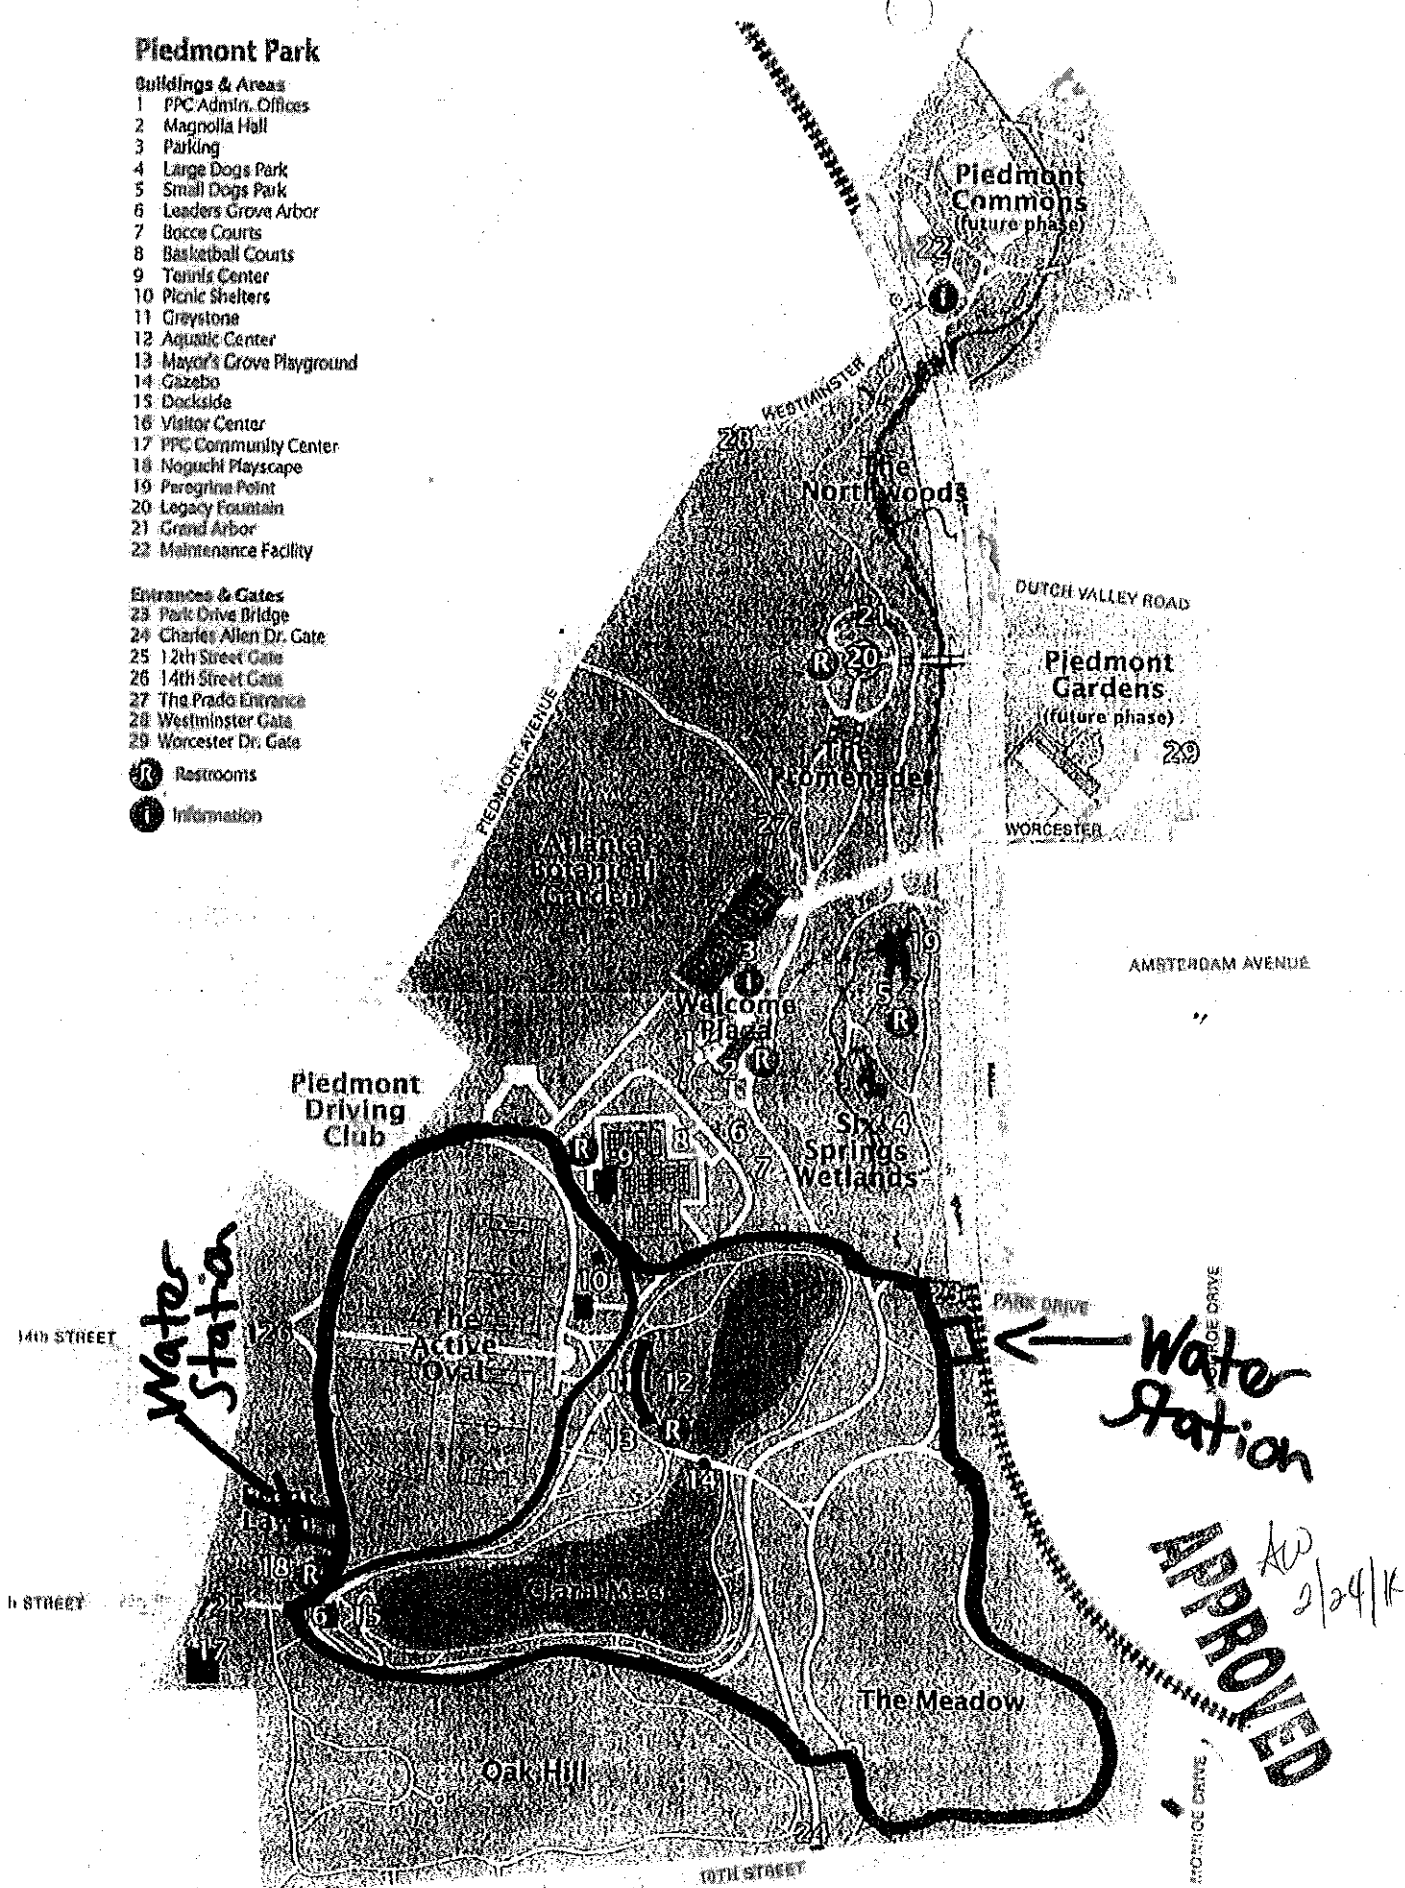 Piedmont Park
Buildings & Areas
1 PPC Admin. Offices
2 Magnolia Hall
3 Parking
4 Large Dogs Park
5 Small Dogs Park
6 Leaders Grove Arbor
7 Bocce Courts
8 Basketball Courts
9 Tennis Center
10 Picnic Shelters
11 Greystone
12 Aquatic Center
13 Mayor's Grove Playground
14 Gazebo
15 Dockside
16 Visitor Center
17 PPC Community Center
18 Noguchi Playscape
19 Peregrine Point
20 Legacy Fountain
21 Grand Arbor
22 Maintenance Facility
Entrances & Gates
23 Park Drive Bridge
24 Charles Allen Dr. Gate
25 12th Street Gate
26 14th Street Gate
27 The Prado Entrance
28 Westminster Gate
29 Worcester Dr. Gate
R Restrooms
i Information
Piedmont
Commons
(future phase)
22
i
WESTMINSTER
28
The
Northwoods
DUTCH VALLEY ROAD
21
R 20
Piedmont
Gardens
(future phase)
29
WORCESTER
PIEDMONT AVENUE
The
Promenade
27
Atlanta
Botanical
Garden
3
i
19
5
R
AMSTERDAM AVENUE
Welcome
Plaza
1
2
R
Piedmont
Driving
Club
R
9
8
6
7
Six 4
Springs
Wetlands
Water
Station
10
14th STREET
26
The
Active
Oval
11
12
R
13
14
PARK DRIVE
MONROE DRIVE
Water
Station
18 R
25
16
15
Clara Meer
17
h STREET
APPROVED
AW
The Meadow
Oak Hill
24
10TH STREET
MONROE DRIVE